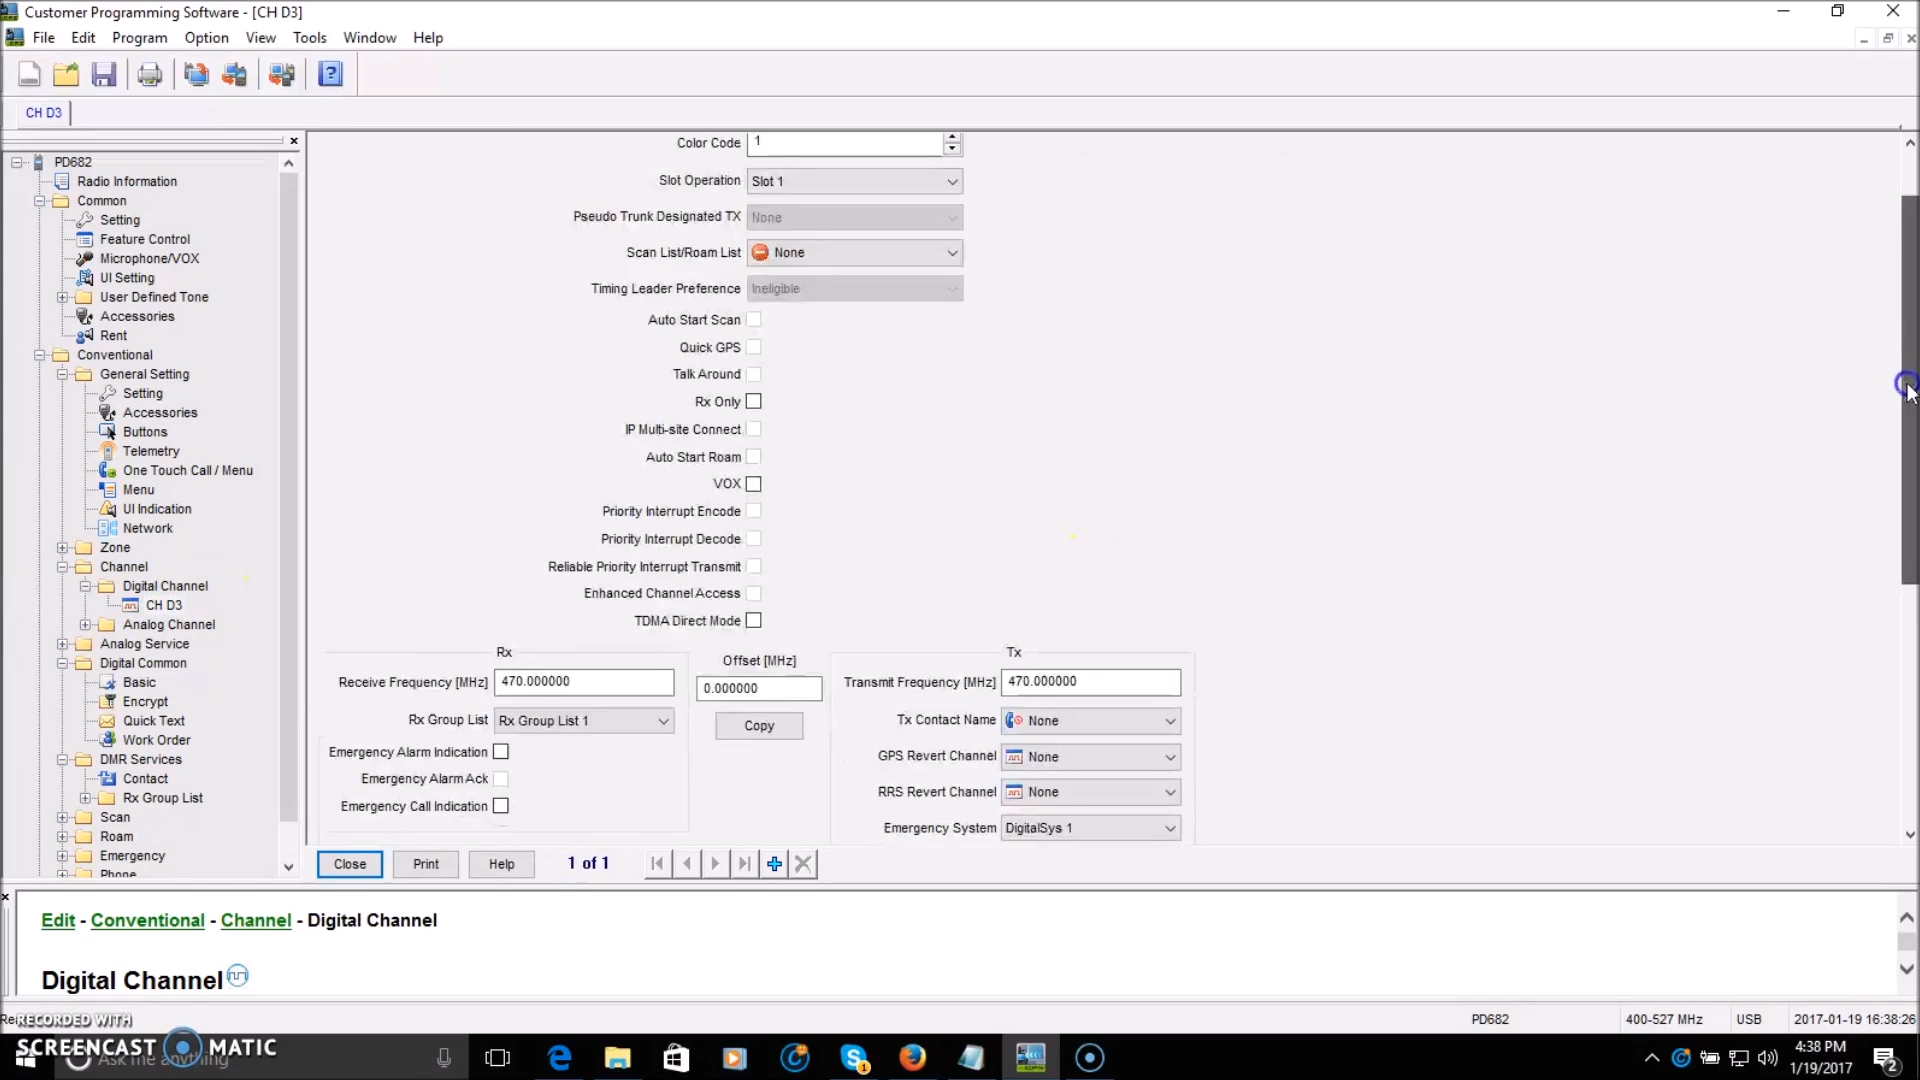 Customer Programming Software - [CH D3]
File Edit Program Option View Tools Window Help
CH D3
PD682
Radio Information
Common
Setting
Feature Control
Microphone/VOX
UI Setting
User Defined Tone
Accessories
Rent
Conventional
General Setting
Setting
Accessories
Buttons
Telemetry
One Touch Call / Menu
Menu
UI Indication
Network
Zone
Channel
Digital Channel
CH D3
Analog Channel
Analog Service
Digital Common
Basic
Encrypt
Quick Text
Work Order
DMR Services
Contact
Rx Group List
Scan
Roam
Emergency
Phone
Color Code 1
Slot Operation Slot 1
Pseudo Trunk Designated TX None
Scan List/Roam List None
Timing Leader Preference Ineligible
Auto Start Scan
Quick GPS
Talk Around
Rx Only
IP Multi-site Connect
Auto Start Roam
VOX
Priority Interrupt Encode
Priority Interrupt Decode
Reliable Priority Interrupt Transmit
Enhanced Channel Access
TDMA Direct Mode
Rx
Receive Frequency [MHz] 470.000000
Rx Group List Rx Group List 1
Emergency Alarm Indication
Emergency Alarm Ack
Emergency Call Indication
Offset [MHz]
0.000000
Copy
Tx
Transmit Frequency [MHz] 470.000000
Tx Contact Name None
GPS Revert Channel None
RRS Revert Channel None
Emergency System DigitalSys 1
Close Print Help 1 of 1
Edit - Conventional - Channel - Digital Channel
Digital Channel
PD682 400-527 MHz USB 2017-01-19 16:38:26
RECORDED WITH
SCREENCAST MATIC
Ask me anything
4:38 PM
1/19/2017
1
2